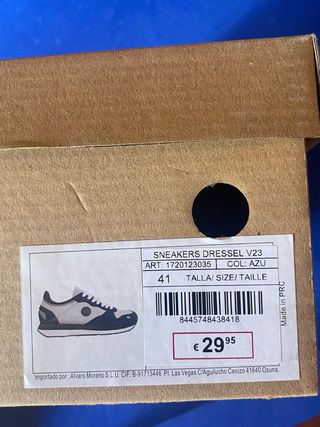 SNEAKERS DRESSEL V23
ART: 1720123035 COL: AZU
41 TALLA/ SIZE/ TAILLE
8445748438418
€ 29 95
Made in PRC
Importado por : Alvaro Moreno S.L.U. CIF: B-91713446 Pl. Las Vegas C/Aguilucho Cenizo 41640 Osuna.